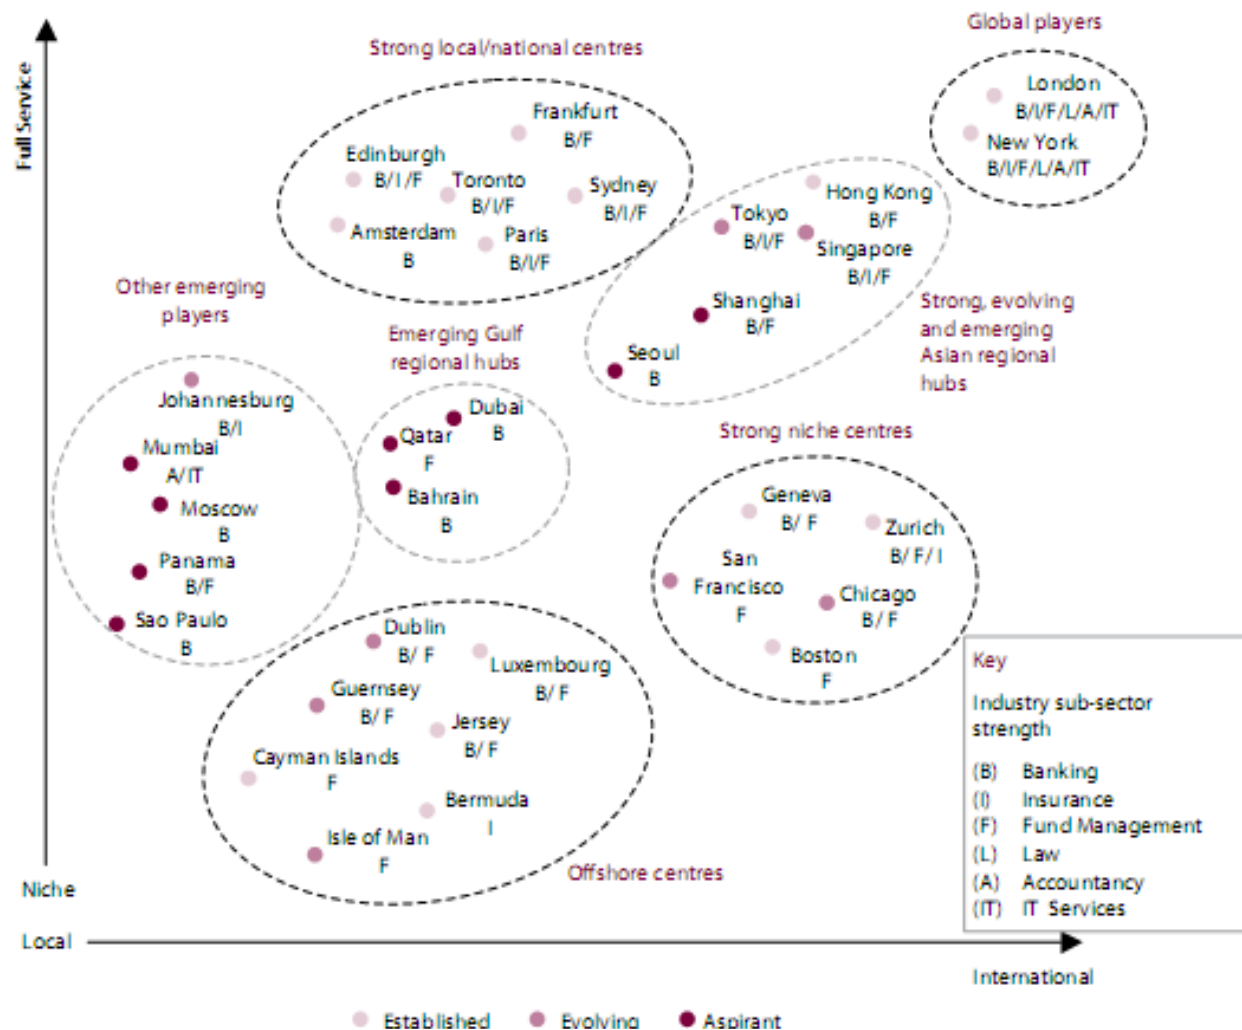 Global players
Strong local/national centres
London
B/I/F/L/A/IT
New York
B/I/F/L/A/IT
Full Service
Frankfurt
B/F
Edinburgh
B/I /F
Toronto
B/I/F
Sydney
B/I/F
Amsterdam
B
Paris
B/I/F
Hong Kong
B/F
Tokyo
B/I/F
Singapore
B/I/F
Shanghai
B/F
Seoul
B
Strong, evolving
and emerging
Asian regional
hubs
Other emerging
players
Emerging Gulf
regional hubs
Johannesburg
B/I
Mumbai
A/IT
Moscow
B
Panama
B/F
Sao Paulo
B
Dubai
B
Qatar
F
Bahrain
B
Strong niche centres
Geneva
B/ F
Zurich
B/ F/ I
San
Francisco
F
Chicago
B/ F
Boston
F
Dublin
B/ F
Luxembourg
B/ F
Guernsey
B/ F
Jersey
B/ F
Cayman Islands
F
Bermuda
I
Isle of Man
F
Offshore centres
Key
Industry sub-sector
strength
(B) Banking
(I) Insurance
(F) Fund Management
(L) Law
(A) Accountancy
(IT) IT Services
Niche
Local
International
Established
Evolving
Aspirant